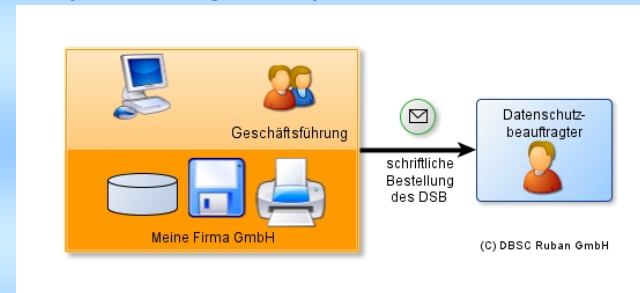 Geschäftsführung
Meine Firma GmbH
schriftliche
Bestellung
des DSB
Datenschutz-
beauftragter
(C) DBSC Ruban GmbH